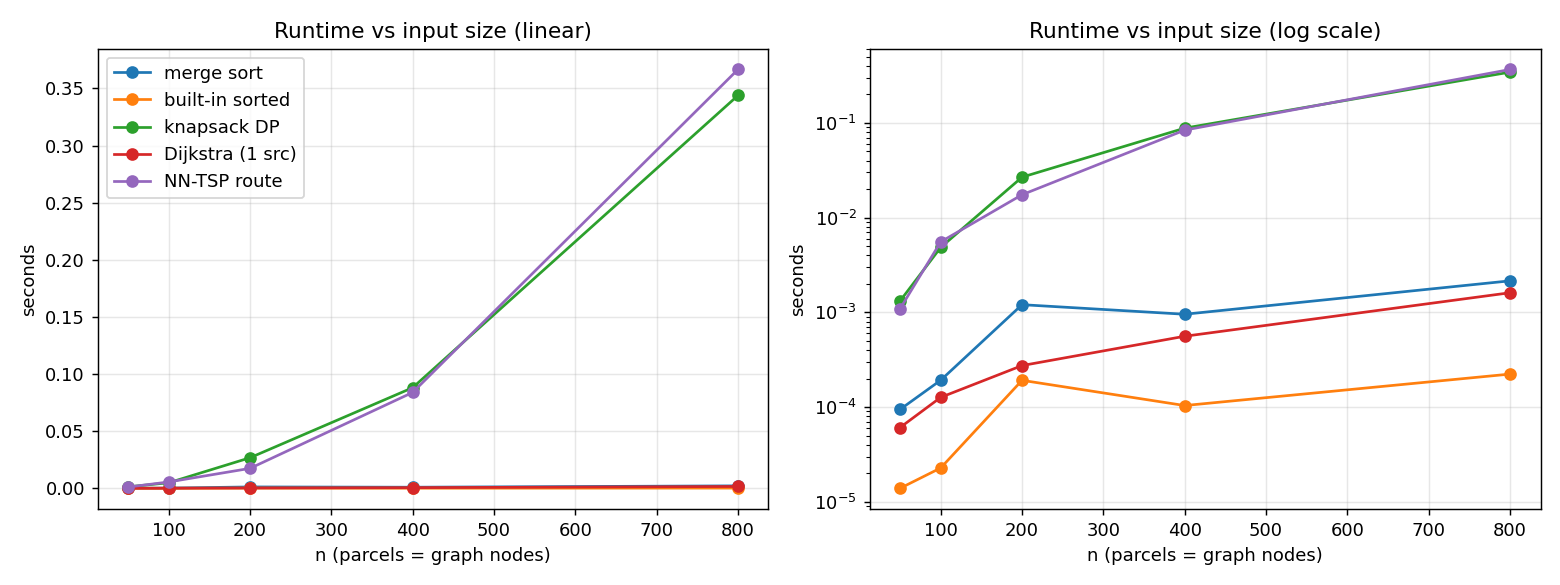 Runtime vs input size (linear)
merge sort
built-in sorted
knapsack DP
Dijkstra (1 src)
NN-TSP route
0.35
0.30
0.25
0.20
0.15
0.10
0.05
0.00
seconds
100 200 300 400 500 600 700 800
n (parcels = graph nodes)
Runtime vs input size (log scale)
10⁻¹
10⁻²
10⁻³
10⁻⁴
10⁻⁵
seconds
100 200 300 400 500 600 700 800
n (parcels = graph nodes)